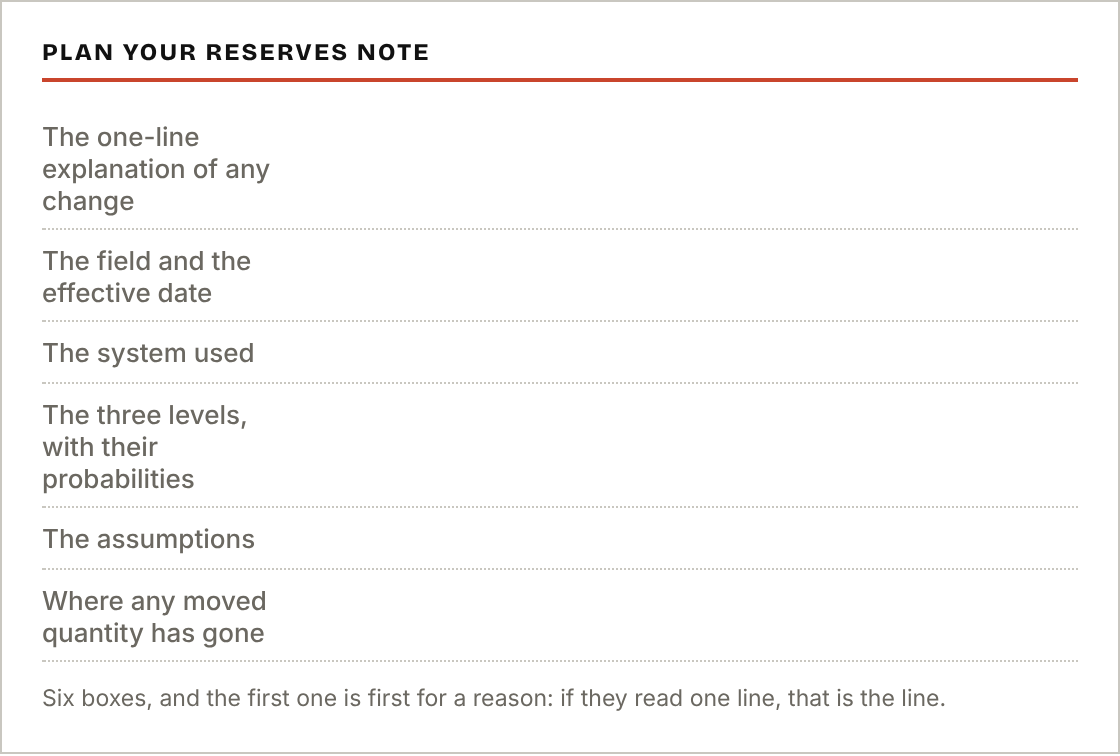 PLAN YOUR RESERVES NOTE
The one-line
explanation of any
change
The field and the
effective date
The system used
The three levels,
with their
probabilities
The assumptions
Where any moved
quantity has gone
Six boxes, and the first one is first for a reason: if they read one line, that is the line.